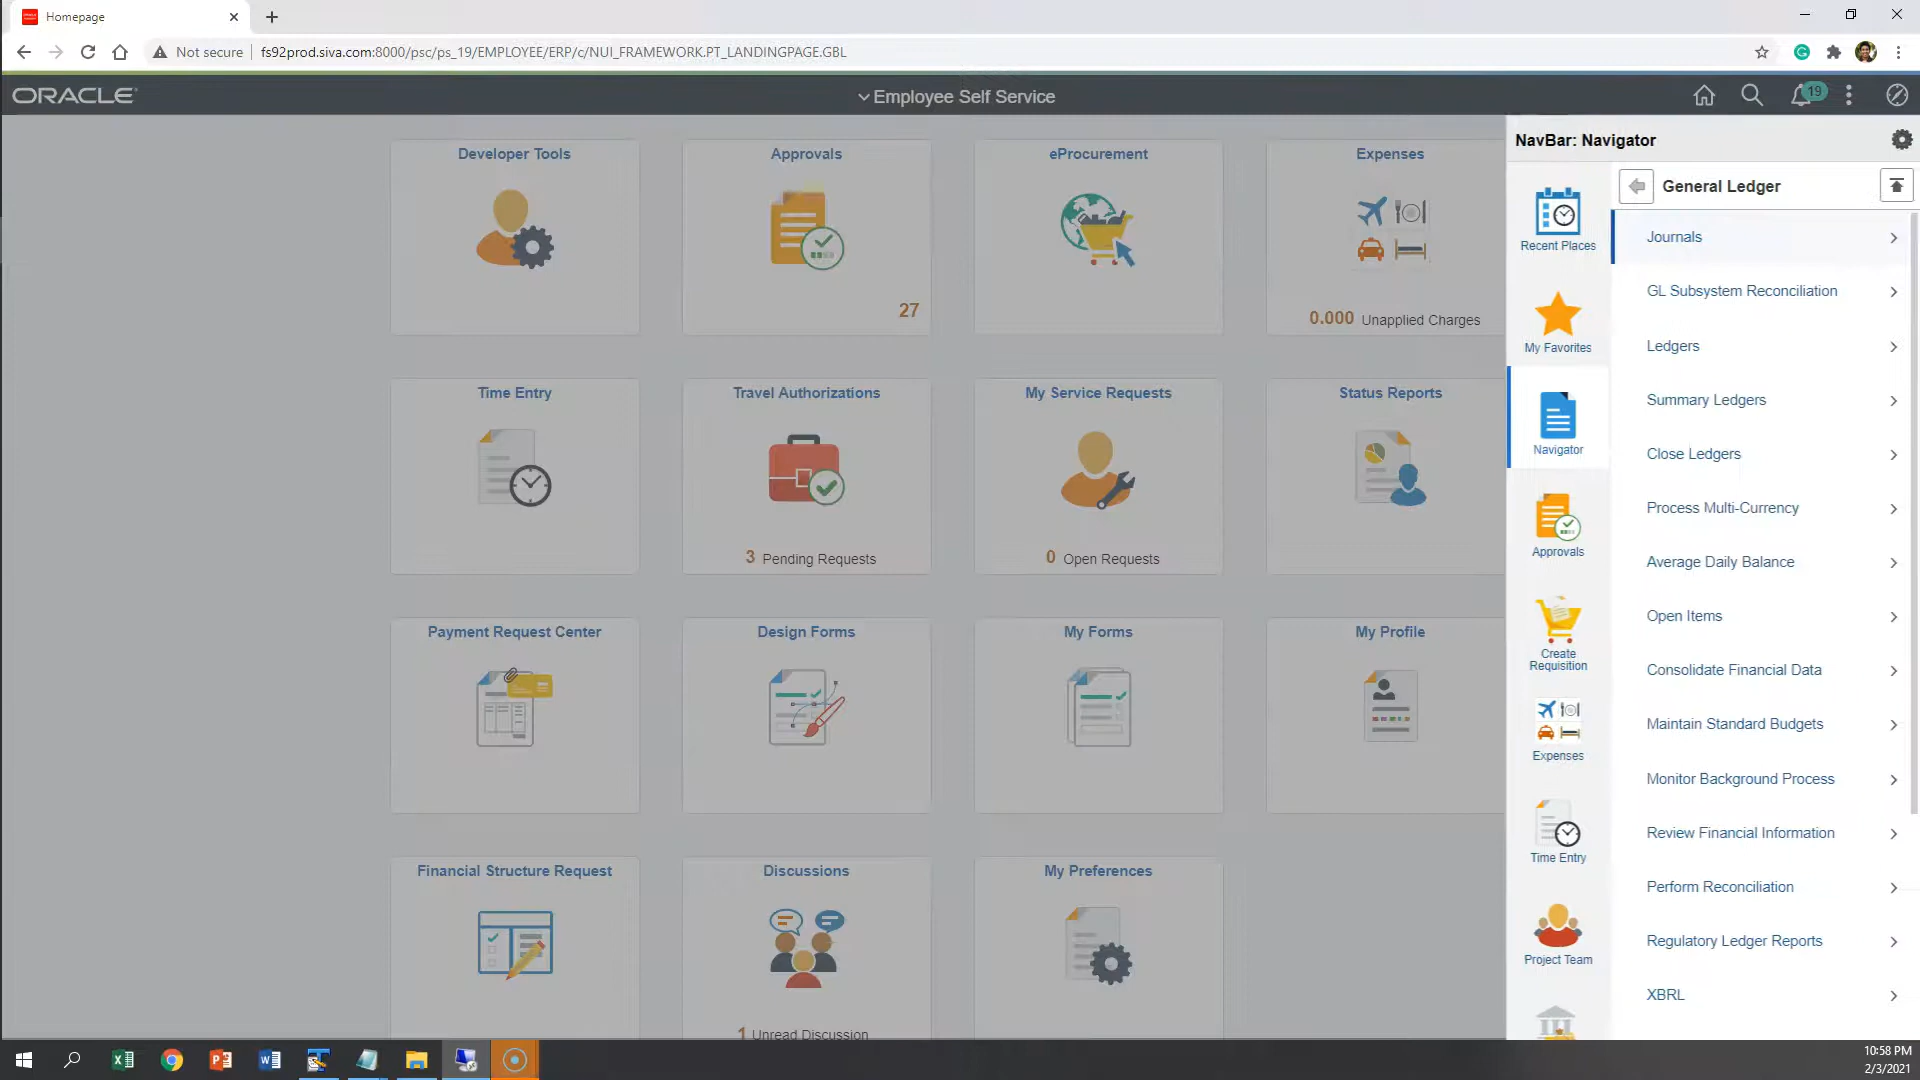 Homepage
Not secure
fs92prod.siva.com:8000/psc/ps_19/EMPLOYEE/ERP/c/NUI_FRAMEWORK.PT_LANDINGPAGE.GBL
ORACLE
Employee Self Service
19
Developer Tools
Approvals
27
eProcurement
Expenses
0.000 Unapplied Charges
Time Entry
Travel Authorizations
3 Pending Requests
My Service Requests
0 Open Requests
Status Reports
Payment Request Center
Design Forms
My Forms
My Profile
Financial Structure Request
Discussions
1 Unread Discussion
My Preferences
NavBar: Navigator
Recent Places
My Favorites
Navigator
Approvals
Create
Requisition
Expenses
Time Entry
Project Team
General Ledger
Journals
GL Subsystem Reconciliation
Ledgers
Summary Ledgers
Close Ledgers
Process Multi-Currency
Average Daily Balance
Open Items
Consolidate Financial Data
Maintain Standard Budgets
Monitor Background Process
Review Financial Information
Perform Reconciliation
Regulatory Ledger Reports
XBRL
10:58 PM
2/3/2021